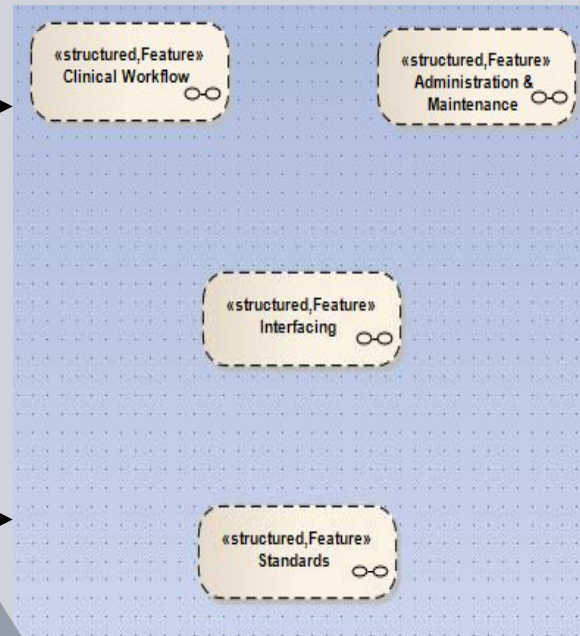 «structured,Feature»
Clinical Workflow
«structured,Feature»
Administration &
Maintenance
«structured,Feature»
Interfacing
«structured,Feature»
Standards